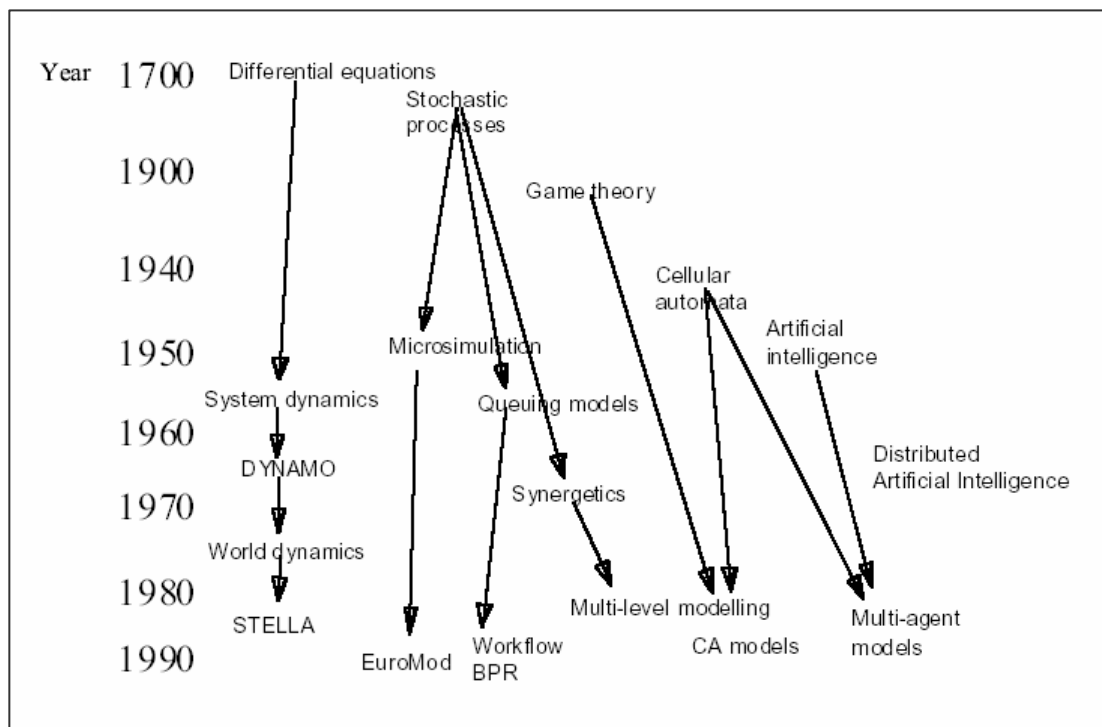 Year 1700 Differential equations
Stochastic
processes
1900
Game theory
1940
Cellular
automata
Artificial
intelligence
1950
Microsimulation
System dynamics
Queuing models
1960
Distributed
Artificial Intelligence
DYNAMO
Synergetics
1970
World dynamics
1980
Multi-level modelling
STELLA
Multi-agent
models
CA models
Workflow
BPR
EuroMod
1990